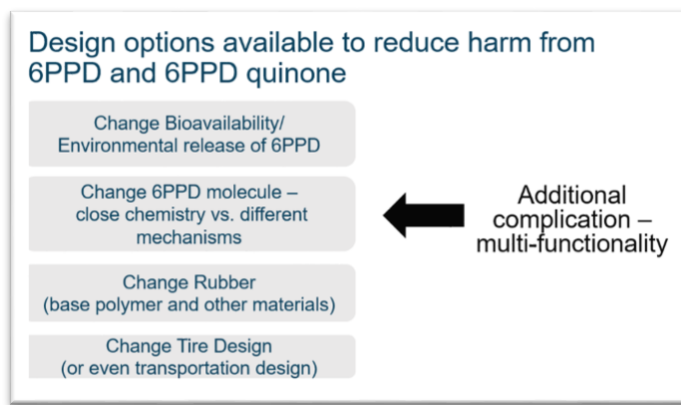 Design options available to reduce harm from
6PPD and 6PPD quinone
Change Bioavailability/
Environmental release of 6PPD
Change 6PPD molecule –
close chemistry vs. different
mechanisms
Additional
complication –
multi-functionality
Change Rubber
(base polymer and other materials)
Change Tire Design
(or even transportation design)